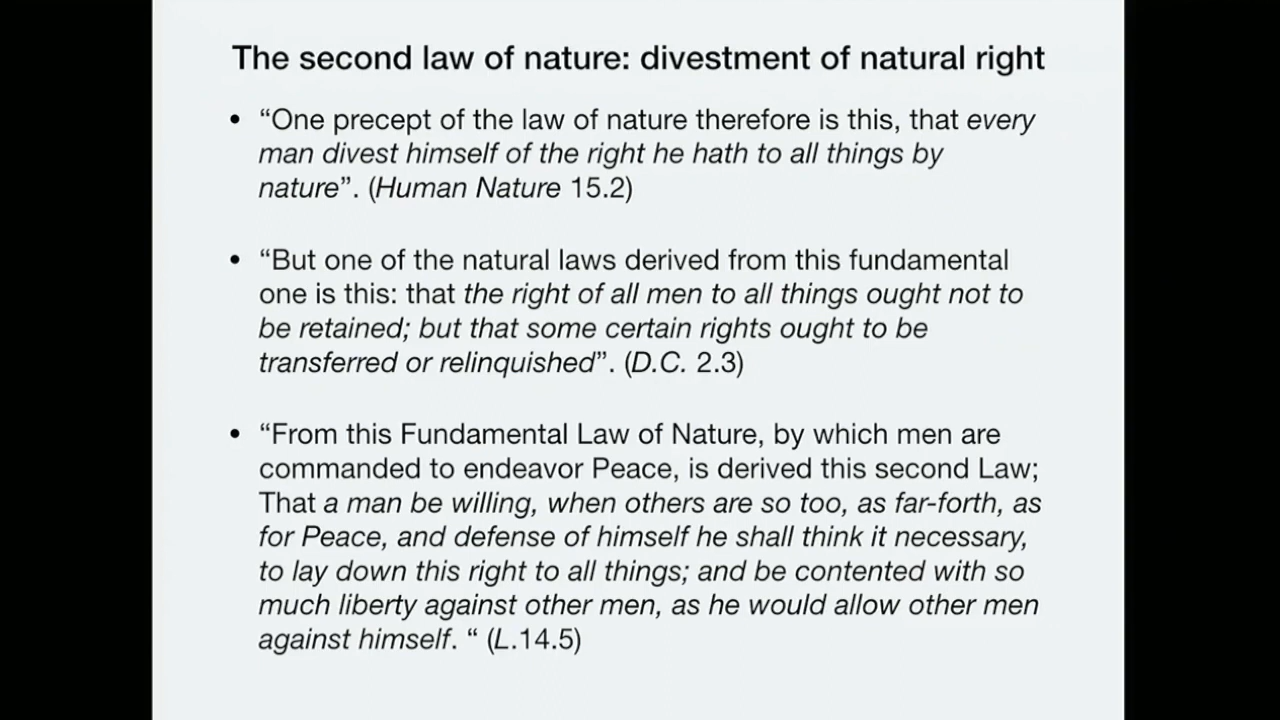 The second law of nature: divestment of natural right
• “One precept of the law of nature therefore is this, that every
man divest himself of the right he hath to all things by
nature”. (Human Nature 15.2)
• “But one of the natural laws derived from this fundamental
one is this: that the right of all men to all things ought not to
be retained; but that some certain rights ought to be
transferred or relinquished”. (D.C. 2.3)
• “From this Fundamental Law of Nature, by which men are
commanded to endeavor Peace, is derived this second Law;
That a man be willing, when others are so too, as far-forth, as
for Peace, and defense of himself he shall think it necessary,
to lay down this right to all things; and be contented with so
much liberty against other men, as he would allow other men
against himself. “ (L.14.5)